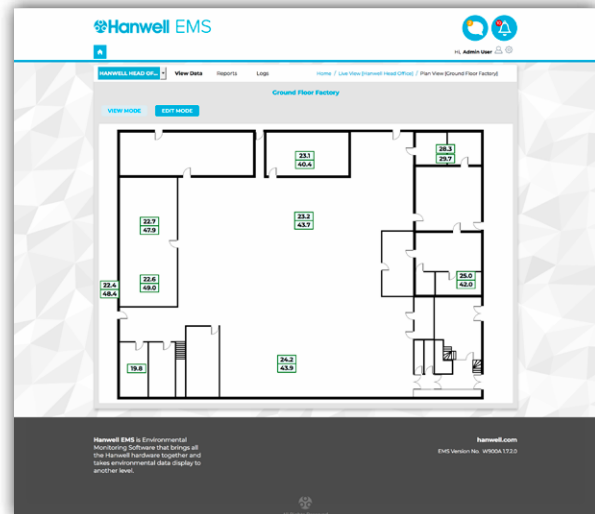 Hanwell EMS
Hi, Admin User
HANWELL HEAD OF... View Data Reports Logs Home / Live View (Hanwell Head Office) / Plan View (Ground Floor Factory)
Ground Floor Factory
VIEW MODE EDIT MODE
23.1
40.4
28.3
29.7
22.7
47.9
23.2
43.7
22.6
49.0
22.4
48.4
25.0
42.0
19.8
24.2
43.9
Hanwell EMS is Environmental
Monitoring Software that brings all
the Hanwell hardware together and
takes environmental data display to
another level.
hanwell.com
EMS Version No. W900A 1.7.2.0